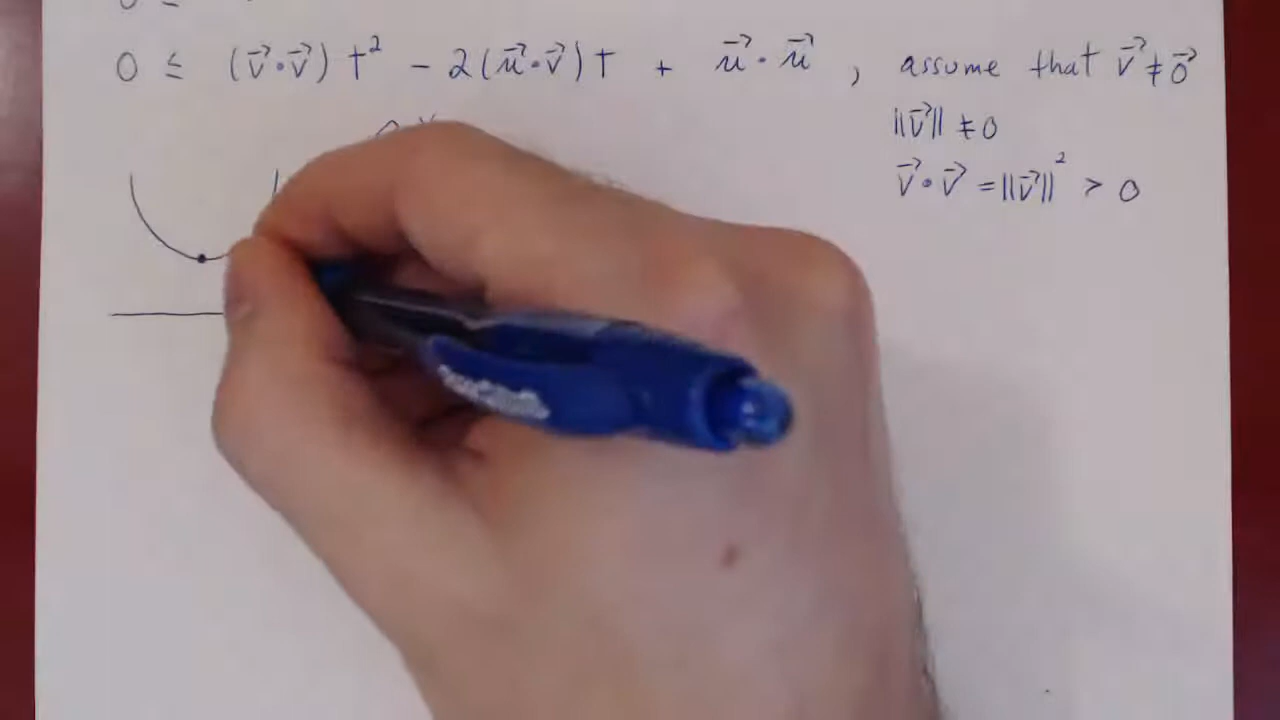 0 ≤ (v⃗·v⃗) t² - 2(u⃗·v⃗)t + u⃗·u⃗ , assume that v⃗ ≠ 0⃗
||v⃗|| ≠ 0
v⃗·v⃗ = ||v⃗||² > 0